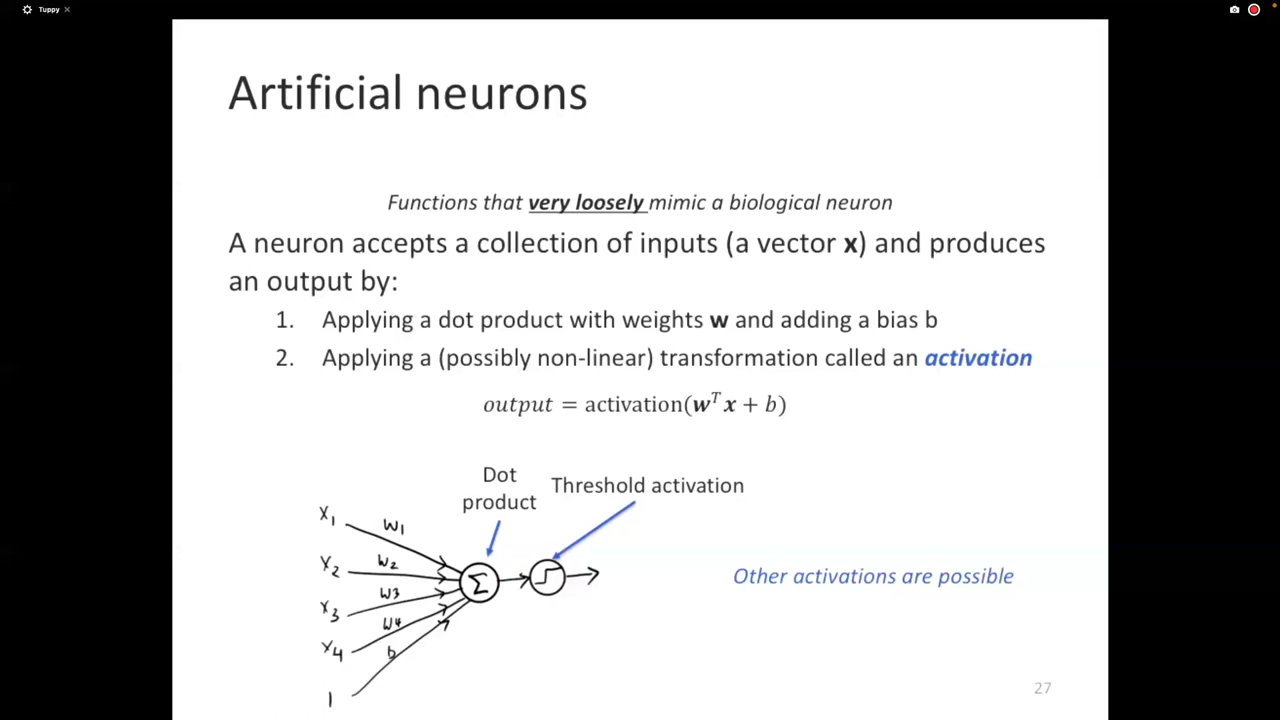 Tuppy
Artificial neurons
Functions that very loosely mimic a biological neuron
A neuron accepts a collection of inputs (a vector x) and produces
an output by:
1. Applying a dot product with weights w and adding a bias b
2. Applying a (possibly non-linear) transformation called an activation
output = activation(wᵀx + b)
Dot
product
Threshold activation
x₁
w₁
x₂
w₂
x₃
w₃
x₄
w₄
b
1
Σ
Other activations are possible
27